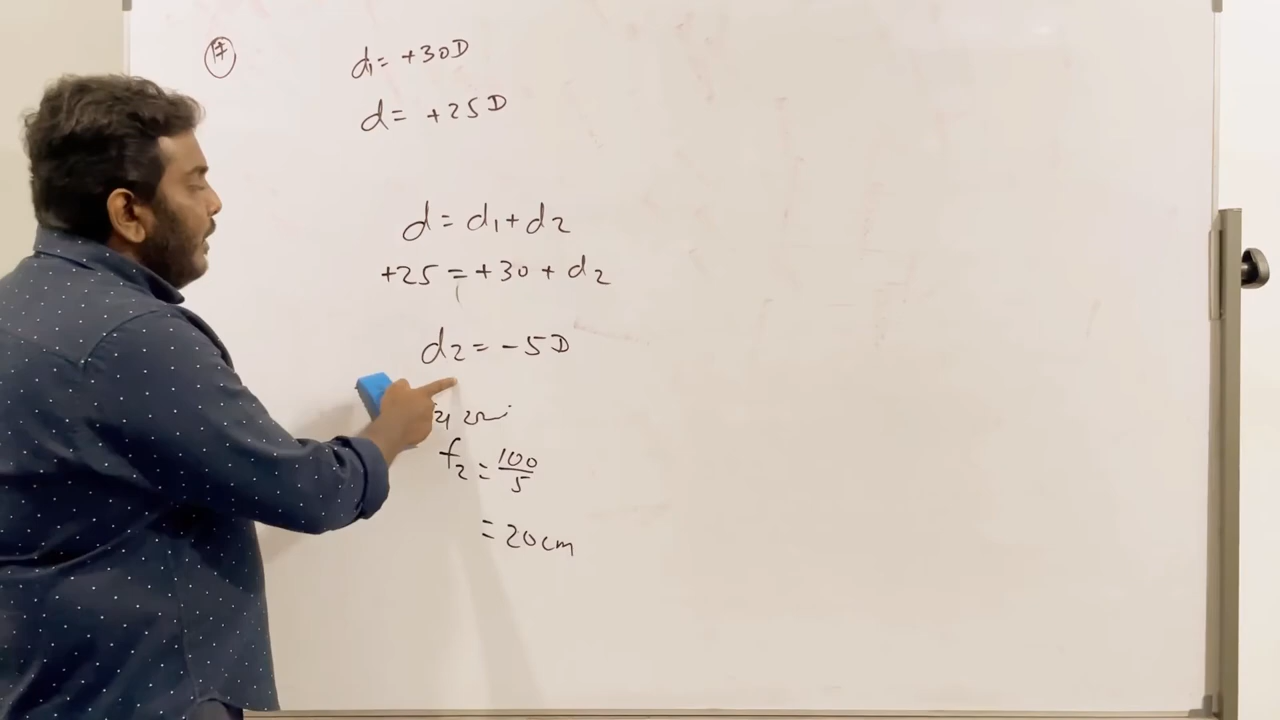 17
d₁ = +30D
d = +25D
d = d₁ + d₂
+25 = +30 + d₂
d₂ = -5D
f₂ = 100/5
= 20cm